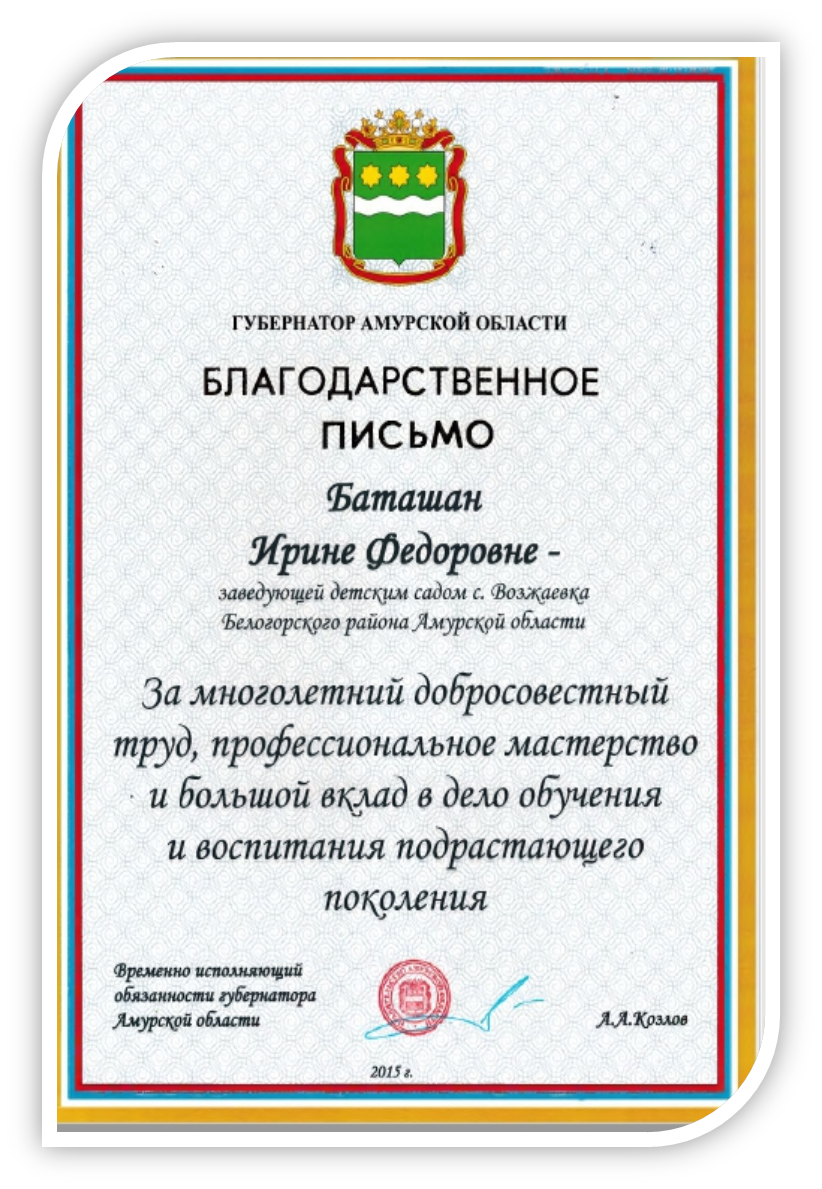 ГУБЕРНАТОР АМУРСКОЙ ОБЛАСТИ
БЛАГОДАРСТВЕННОЕ
ПИСЬМО
Баташан
Ирине Федоровне -
заведующей детским садом с. Возжаевка
Белогорского района Амурской области
За многолетний добросовестный
труд, профессиональное мастерство
и большой вклад в дело обучения
и воспитания подрастающего
поколения
Временно исполняющий
обязанности губернатора
Амурской области
А.А.Козлов
2015 г.